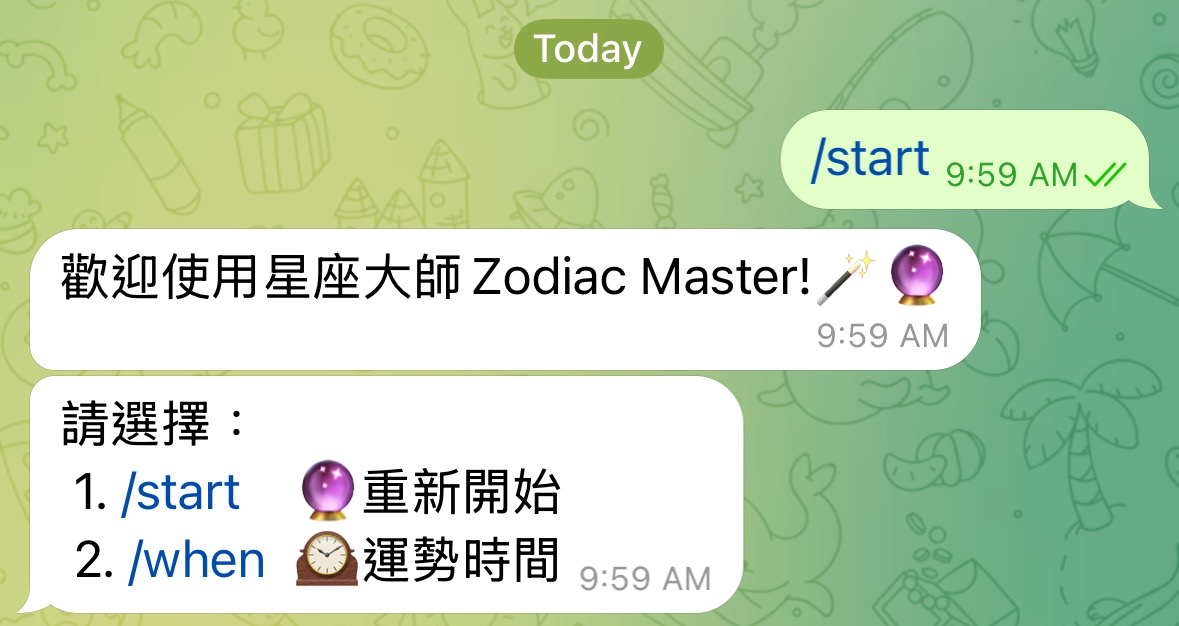 Today
/start 9:59 AM
歡迎使用星座大師 Zodiac Master!🪄🔮
9:59 AM
請選擇：
1. /start 🔮重新開始
2. /when 🕰️運勢時間 9:59 AM